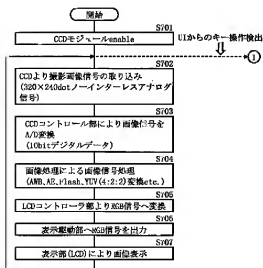 開始
S701
CCDモジュールenable
UIからのキー操作検出
①
S702
CCDより撮影画像信号の取り込み
(320×240dotノーインターレスアナログ
信号)
S703
CCDコントロール部により画像信号を
A/D変換
(10bitデジタルデータ)
S704
画像処理による画像信号処理
(AWB,AE,Flash,YUV(4:2:2)変換etc.)
S705
LCDコントローラ部よりRGB信号へ変換
S706
表示駆動部へRGB信号を出力
S707
表示部(LCD)により画像表示